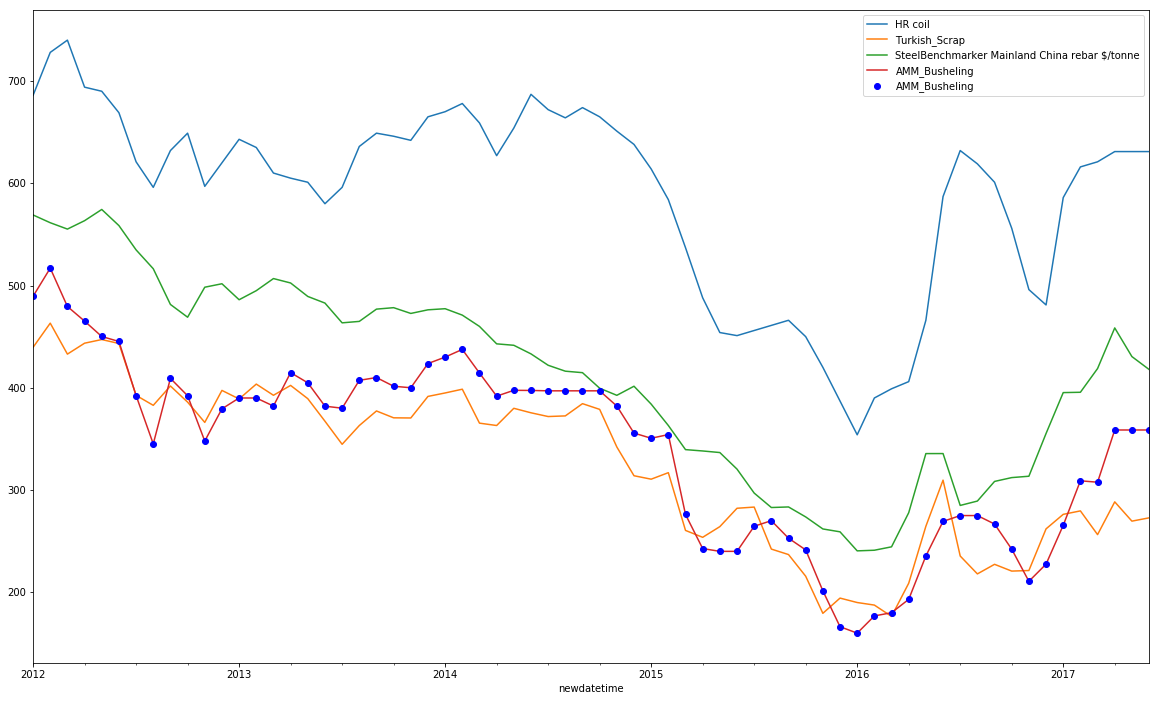 HR coil
Turkish_Scrap
SteelBenchmarker Mainland China rebar $/tonne
AMM_Busheling
AMM_Busheling
700
600
500
400
300
200
2012 2013 2014 2015 2016 2017
newdatetime